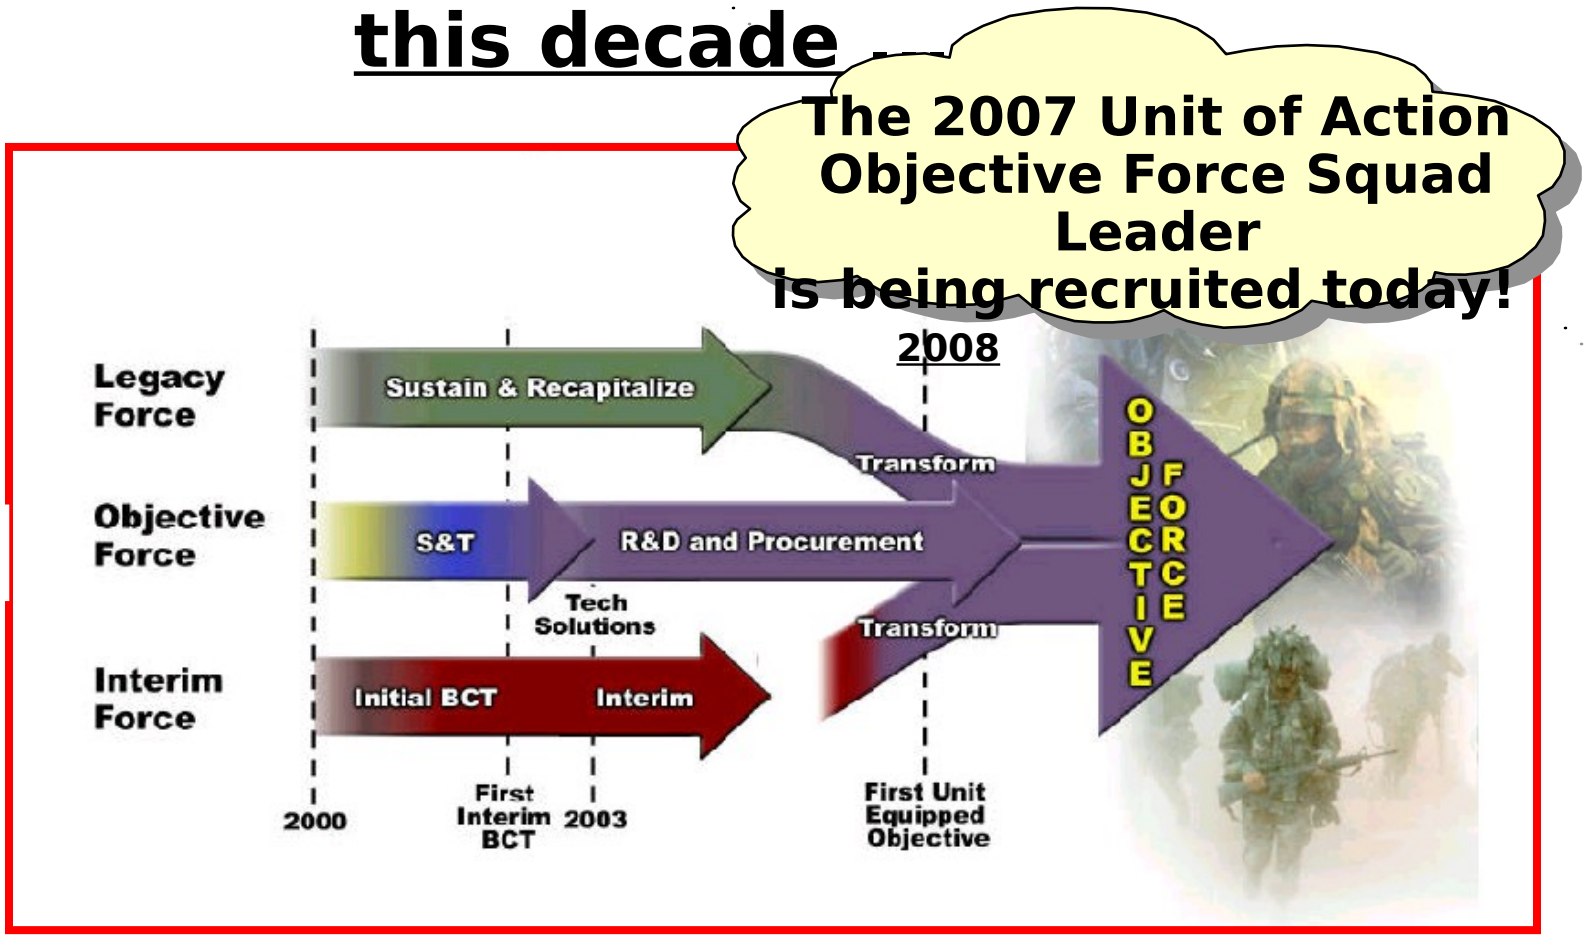 this decade ...
The 2007 Unit of Action
Objective Force Squad
Leader
is being recruited today!
2008
Legacy
Force
Sustain & Recapitalize
Transform
Objective
Force
S&T
R&D and Procurement
OBJECTIVE
FORCE
Tech
Solutions
Transform
Interim
Force
Initial BCT
Interim
2000
First
Interim
BCT
2003
First Unit
Equipped
Objective